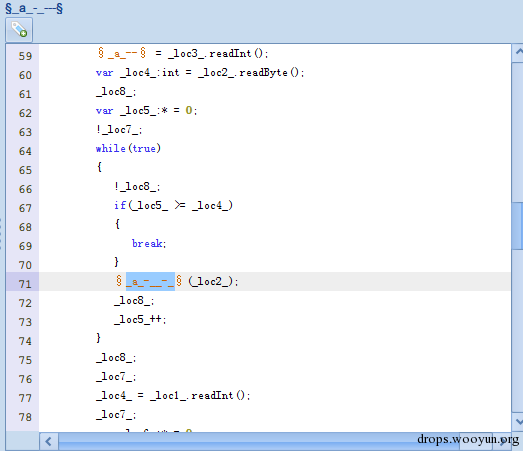 §_a_-_---§
59 §_a_--§ = _loc3_.readInt();
60 var _loc4_:int = _loc2_.readByte();
61 _loc8_;
62 var _loc5_:* = 0;
63 !_loc7_;
64 while(true)
65 {
66 !_loc8_;
67 if(_loc5_ >= _loc4_)
68 {
69 break;
70 }
71 §_a_-__-_§(_loc2_);
72 _loc8_;
73 _loc5_++;
74 }
75 _loc8_;
76 _loc7_;
77 _loc4_ = _loc1_.readInt();
78 _loc7_;
drops.wooyun.org